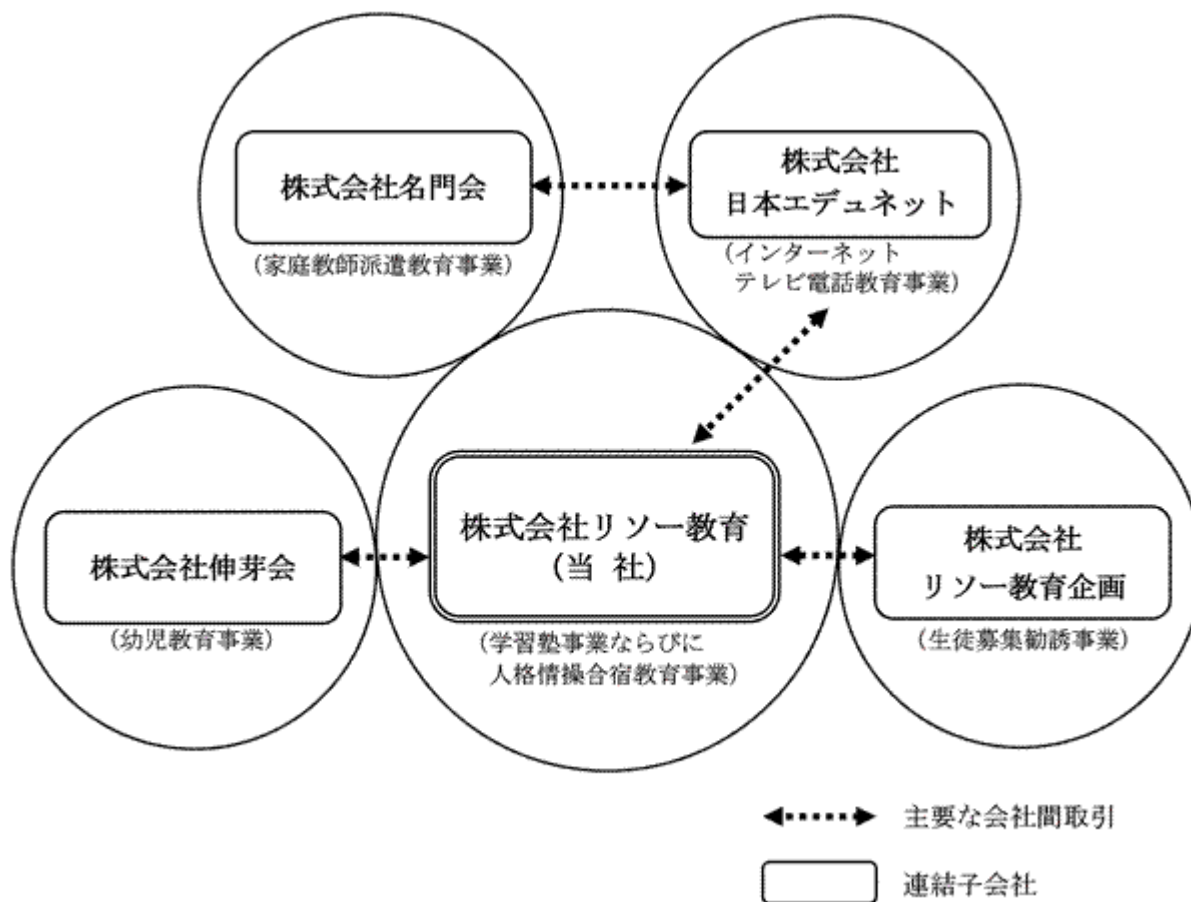 株式会社名門会
(家庭教師派遣教育事業)
株式会社
日本エデュネット
(インターネット
テレビ電話教育事業)
株式会社伸芽会
(幼児教育事業)
株式会社リソー教育
(当 社)
(学習塾事業ならびに
人格情操合宿教育事業)
株式会社
リソー教育企画
(生徒募集勧誘事業)
主要な会社間取引
連結子会社